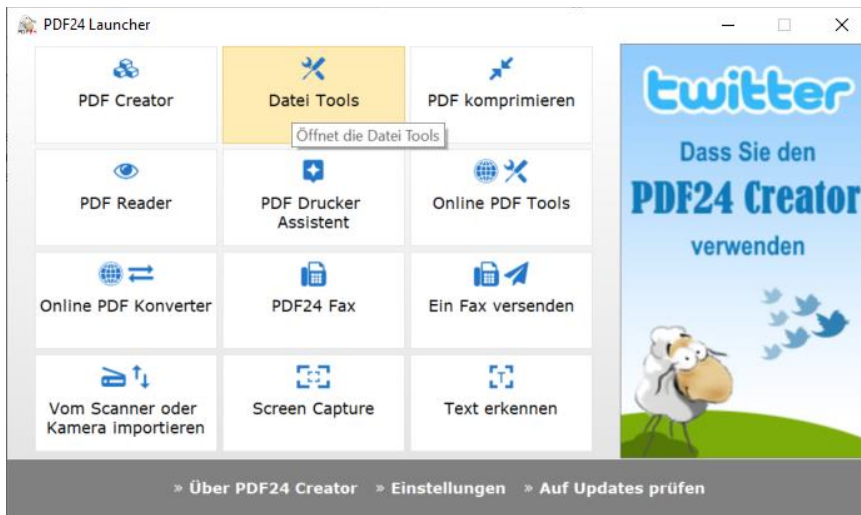 PDF24 Launcher
PDF Creator
Datei Tools
PDF komprimieren
Öffnet die Datei Tools
PDF Reader
PDF Drucker
Assistent
Online PDF Tools
Online PDF Konverter
PDF24 Fax
Ein Fax versenden
Vom Scanner oder
Kamera importieren
Screen Capture
Text erkennen
twitter
Dass Sie den
PDF24 Creator
verwenden
» Über PDF24 Creator » Einstellungen » Auf Updates prüfen